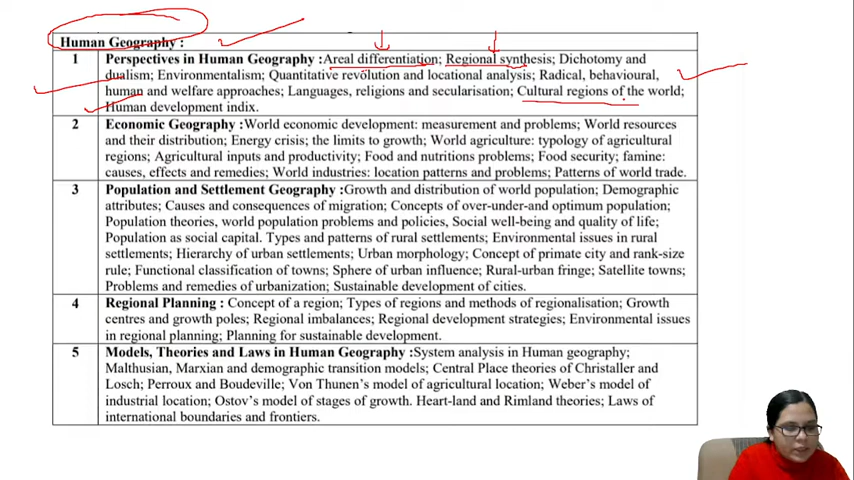 Human Geography :
1 Perspectives in Human Geography : Areal differentiation; Regional synthesis; Dichotomy and
dualism; Environmentalism; Quantitative revolution and locational analysis; Radical, behavioural,
human and welfare approaches; Languages, religions and secularisation; Cultural regions of the world;
Human development indix.
2 Economic Geography :World economic development: measurement and problems; World resources
and their distribution; Energy crisis; the limits to growth; World agriculture: typology of agricultural
regions; Agricultural inputs and productivity; Food and nutritions problems; Food security; famine:
causes, effects and remedies; World industries: location patterns and problems; Patterns of world trade.
3 Population and Settlement Geography :Growth and distribution of world population; Demographic
attributes; Causes and consequences of migration; Concepts of over-under-and optimum population;
Population theories, world population problems and policies, Social well-being and quality of life;
Population as social capital. Types and patterns of rural settlements; Environmental issues in rural
settlements; Hierarchy of urban settlements; Urban morphology; Concept of primate city and rank-size
rule; Functional classification of towns; Sphere of urban influence; Rural-urban fringe; Satellite towns;
Problems and remedies of urbanization; Sustainable development of cities.
4 Regional Planning : Concept of a region; Types of regions and methods of regionalisation; Growth
centres and growth poles; Regional imbalances; Regional development strategies; Environmental issues
in regional planning; Planning for sustainable development.
5 Models, Theories and Laws in Human Geography :System analysis in Human geography;
Malthusian, Marxian and demographic transition models; Central Place theories of Christaller and
Losch; Perroux and Boudeville; Von Thunen's model of agricultural location; Weber's model of
industrial location; Ostov's model of stages of growth. Heart-land and Rimland theories; Laws of
international boundaries and frontiers.